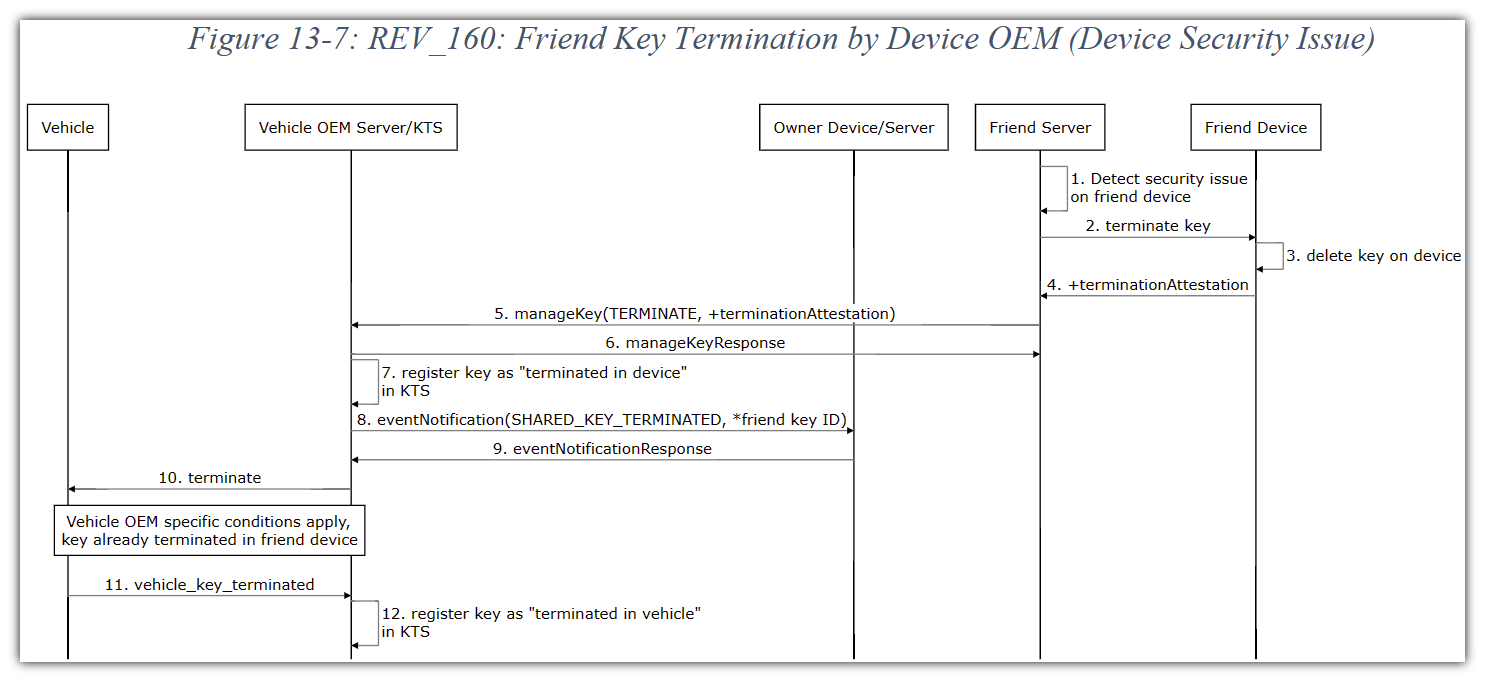 Figure 13-7: REV_160: Friend Key Termination by Device OEM (Device Security Issue)
Vehicle
Vehicle OEM Server/KTS
Owner Device/Server
Friend Server
Friend Device
1. Detect security issue
on friend device
2. terminate key
3. delete key on device
4. +terminationAttestation
5. manageKey(TERMINATE, +terminationAttestation)
6. manageKeyResponse
7. register key as "terminated in device"
in KTS
8. eventNotification(SHARED_KEY_TERMINATED, *friend key ID)
9. eventNotificationResponse
10. terminate
Vehicle OEM specific conditions apply,
key already terminated in friend device
11. vehicle_key_terminated
12. register key as "terminated in vehicle"
in KTS